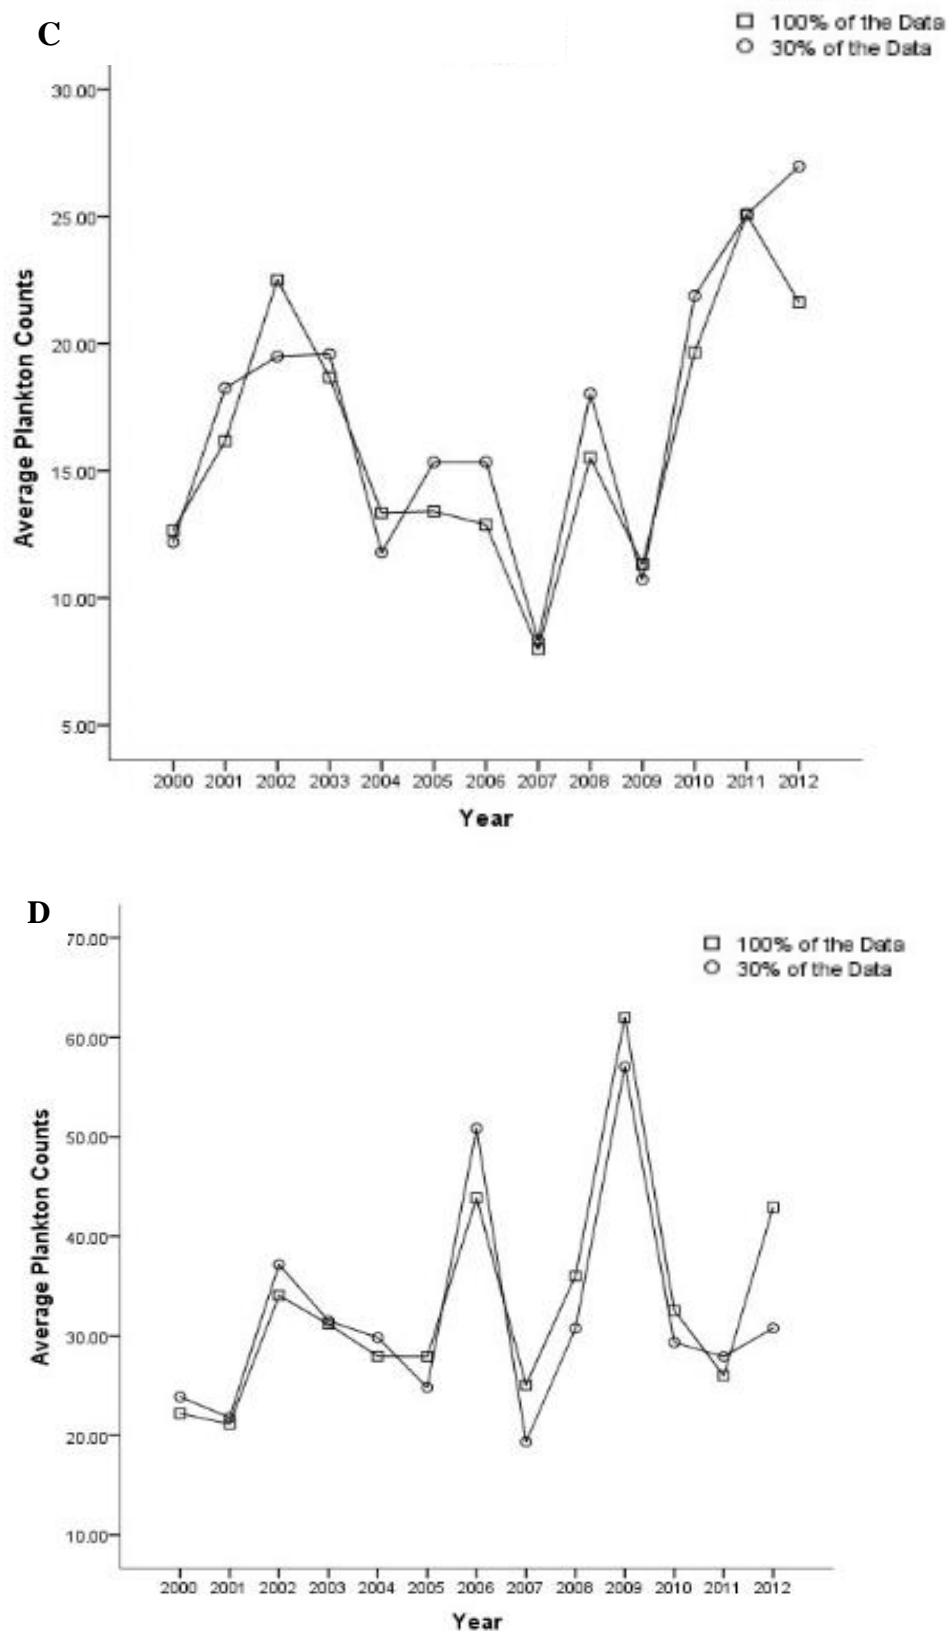 C
100% of the Data
30% of the Data
30.00
25.00
20.00
15.00
10.00
5.00
Average Plankton Counts
2000 2001 2002 2003 2004 2005 2006 2007 2008 2009 2010 2011 2012
Year
D
100% of the Data
30% of the Data
70.00
60.00
50.00
40.00
30.00
20.00
10.00
Average Plankton Counts
2000 2001 2002 2003 2004 2005 2006 2007 2008 2009 2010 2011 2012
Year